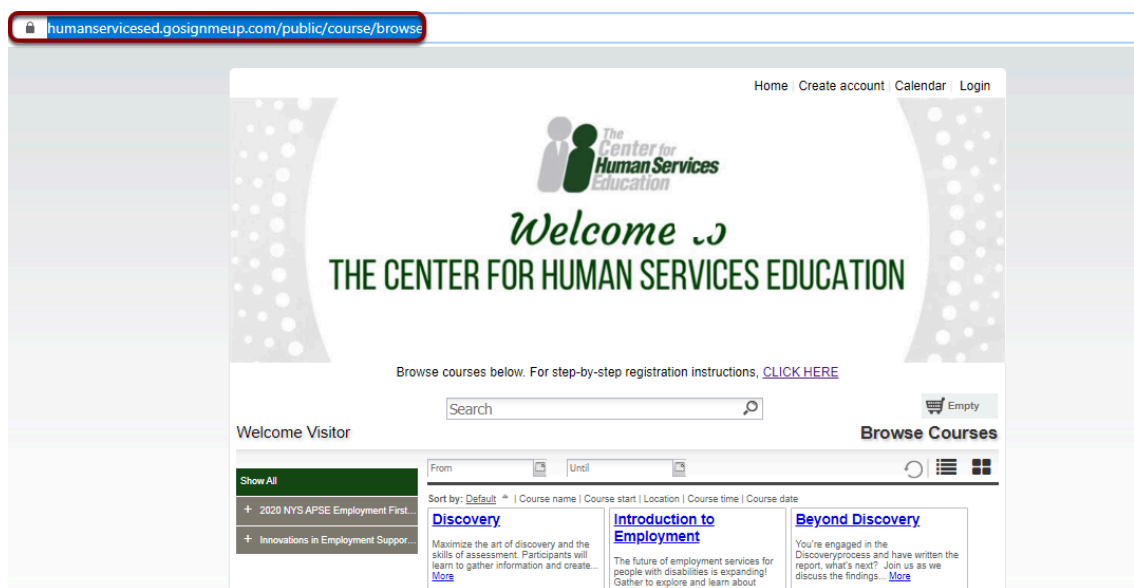 humanservicesed.gosignmeup.com/public/course/browse
Home | Create account | Calendar | Login
The
Center for
Human Services
Education
Welcome
THE CENTER FOR HUMAN SERVICES EDUCATION
Browse courses below. For step-by-step registration instructions, CLICK HERE
Search
Empty
Welcome Visitor
Browse Courses
From
Until
Show All
Sort by: Default | Course name | Course start | Location | Course time | Course date
+ 2020 NYS APSE Employment First...
+ Innovations in Employment Suppor...
Discovery
Maximize the art of discovery and the
skills of assessment. Participants will
learn to gather information and create...
More
Introduction to
Employment
The future of employment services for
people with disabilities is expanding!
Gather to explore and learn about
Beyond Discovery
You're engaged in the
Discoveryprocess and have written the
report, what's next? Join us as we
discuss the findings... More